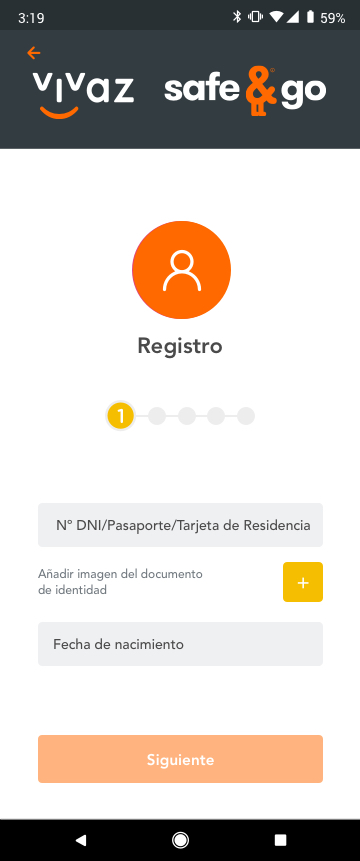 3:19
59%
vivaz
safe & go
Registro
1
Nº DNI/Pasaporte/Tarjeta de Residencia
Añadir imagen del documento
de identidad
+
Fecha de nacimiento
Siguiente